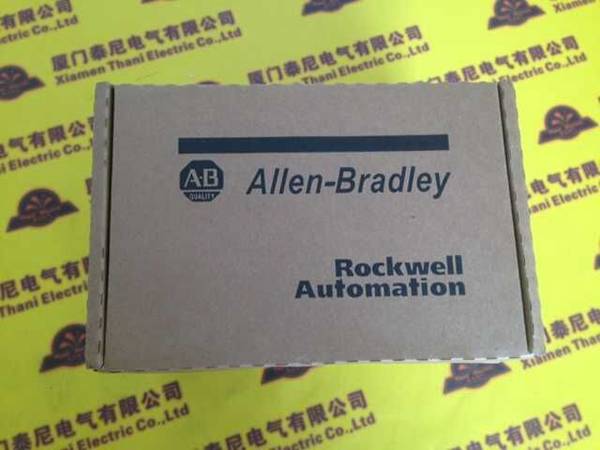 厦门泰尼电气有限公司
Xiamen Thani Electric Co.,Ltd
A-B
QUALITY
Allen-Bradley
Rockwell
Automation